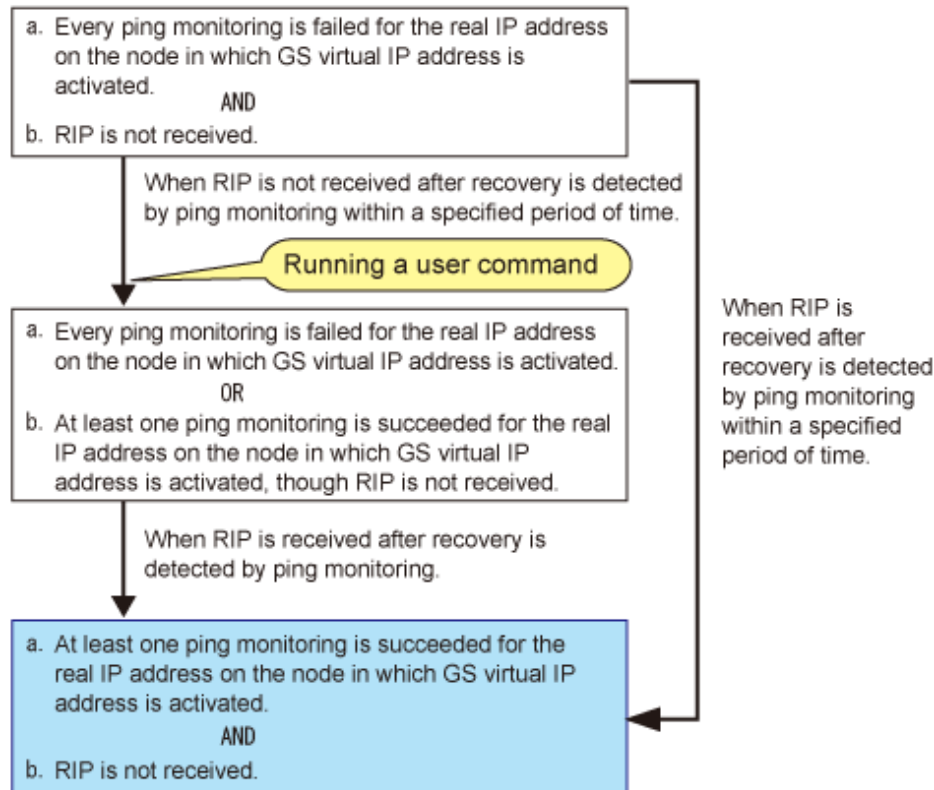 a. Every ping monitoring is failed for the real IP address
on the node in which GS virtual IP address is
activated.
AND
b. RIP is not received.
When RIP is not received after recovery is detected
by ping monitoring within a specified period of time.
Running a user command
a. Every ping monitoring is failed for the real IP address
on the node in which GS virtual IP address is activated.
OR
b. At least one ping monitoring is succeeded for the real
IP address on the node in which GS virtual IP
address is activated, though RIP is not received.
When RIP is
received after
recovery is detected
by ping monitoring
within a specified
period of time.
When RIP is received after recovery is
detected by ping monitoring.
a. At least one ping monitoring is succeeded for the
real IP address on the node in which GS virtual IP
address is activated.
AND
b. RIP is not received.